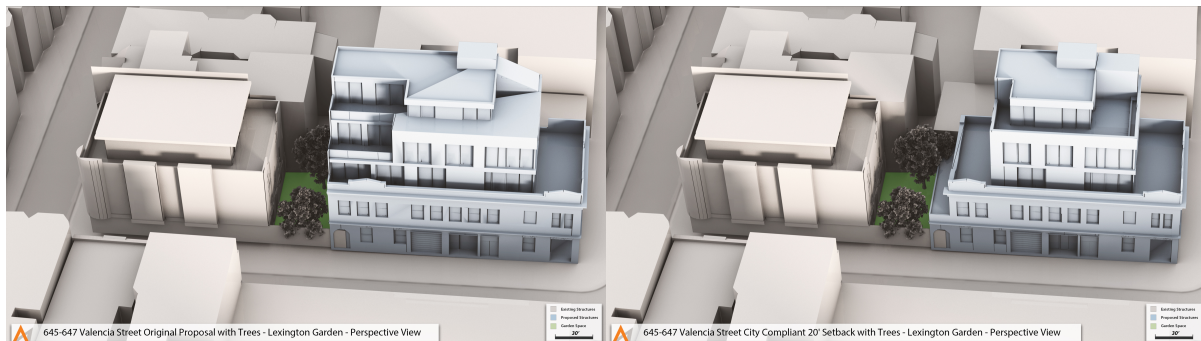 645-647 Valencia Street Original Proposal with Trees - Lexington Garden - Perspective View
Existing Structures
Proposed Structures
Garden Space
20'
645-647 Valencia Street City Compliant 20' Setback with Trees - Lexington Garden - Perspective View
Existing Structures
Proposed Structures
Garden Space
20'